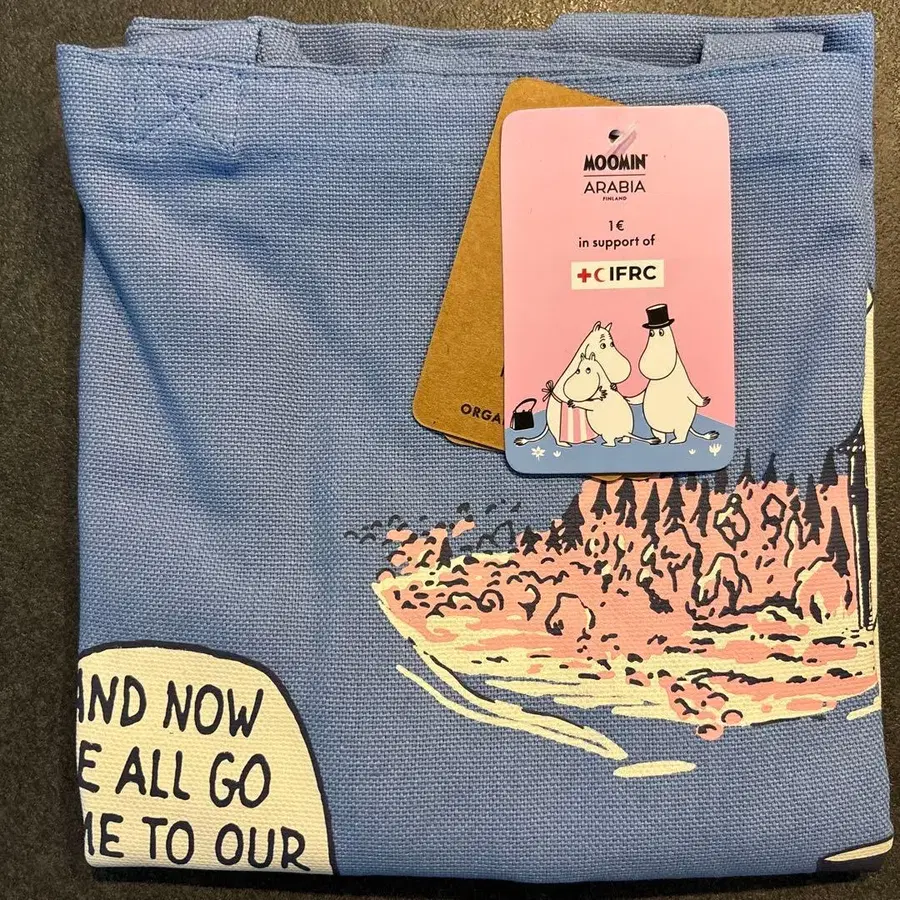 MOOMIN
ARABIA
FINLAND
1€
in support of
IFRC
ORGA
AND NOW
E ALL GO
ME TO OUR